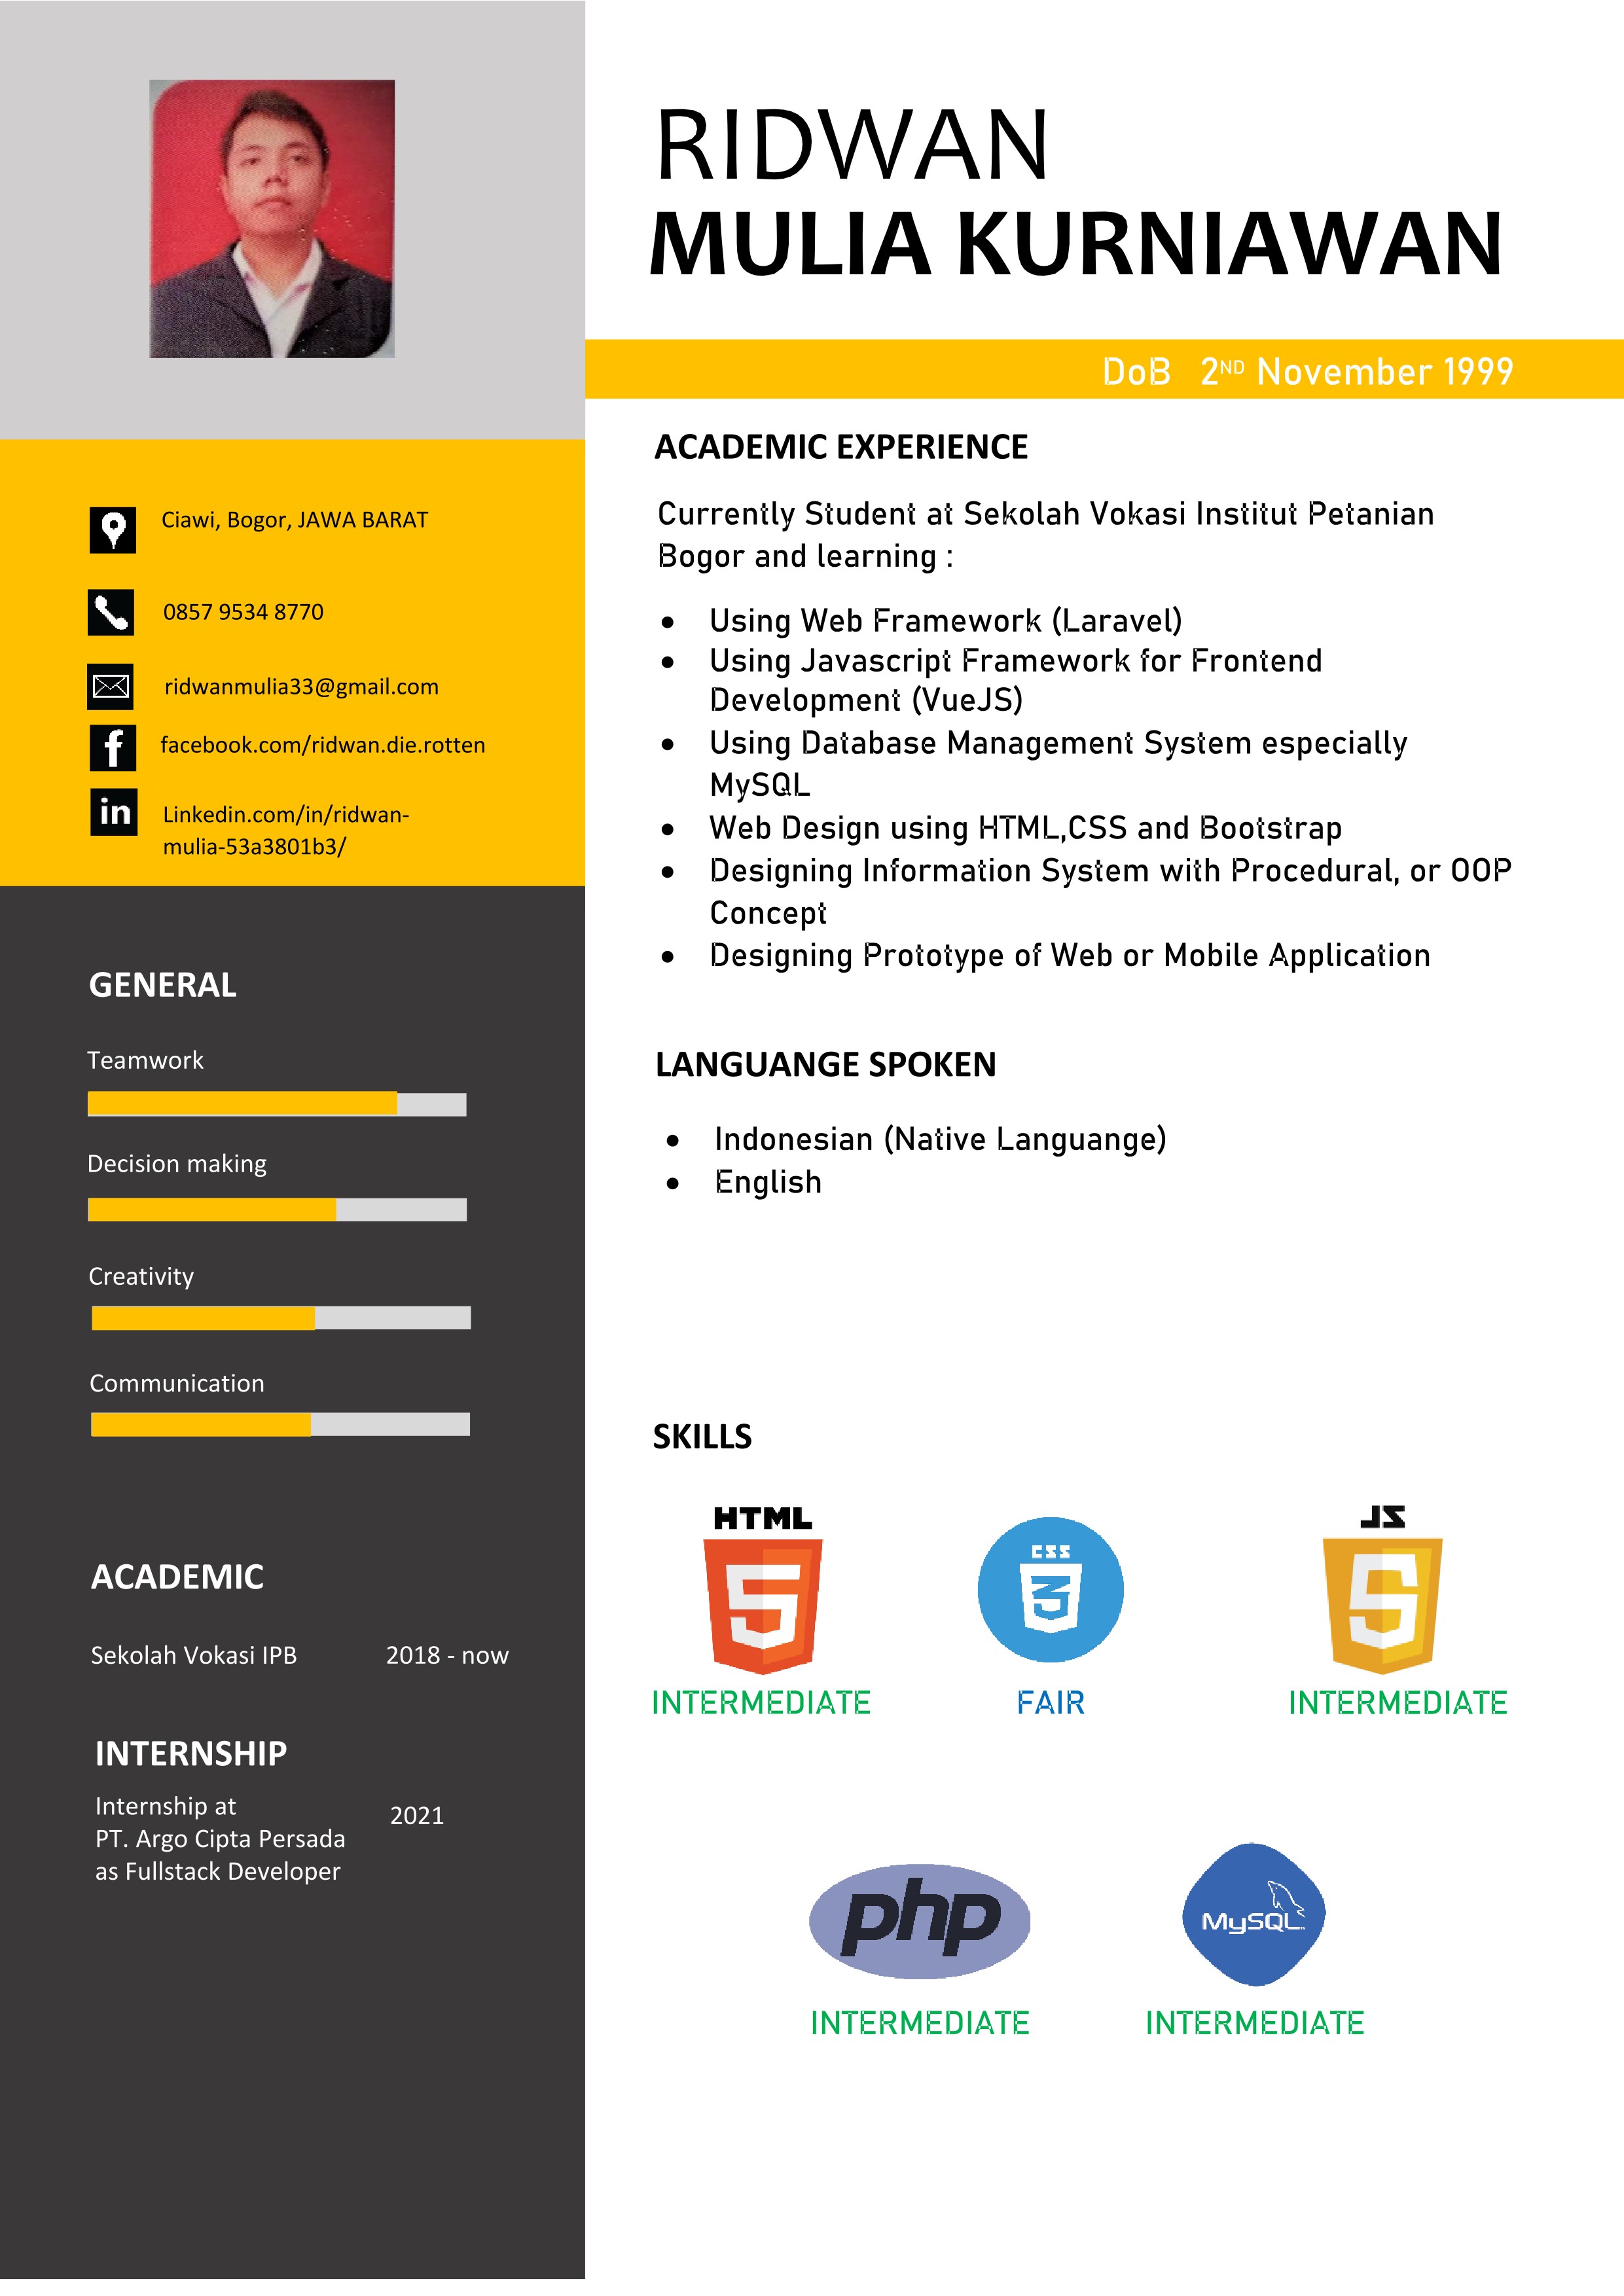 RIDWAN
MULIA KURNIAWAN
DoB 2ND November 1999
Ciawi, Bogor, JAWA BARAT
0857 9534 8770
ridwanmulia33@gmail.com
facebook.com/ridwan.die.rotten
in
Linkedin.com/in/ridwan-
mulia-53a3801b3/
GENERAL
Teamwork
Decision making
Creativity
Communication
ACADEMIC
Sekolah Vokasi IPB 2018 - now
INTERNSHIP
Internship at 2021
PT. Argo Cipta Persada
as Fullstack Developer
ACADEMIC EXPERIENCE
Currently Student at Sekolah Vokasi Institut Petanian
Bogor and learning :
• Using Web Framework (Laravel)
• Using Javascript Framework for Frontend
Development (VueJS)
• Using Database Management System especially
MySQL
• Web Design using HTML,CSS and Bootstrap
• Designing Information System with Procedural, or OOP
Concept
• Designing Prototype of Web or Mobile Application
LANGUANGE SPOKEN
• Indonesian (Native Languange)
• English
SKILLS
HTML
5
INTERMEDIATE
CSS
3
FAIR
JS
5
INTERMEDIATE
php
INTERMEDIATE
MySQL
INTERMEDIATE